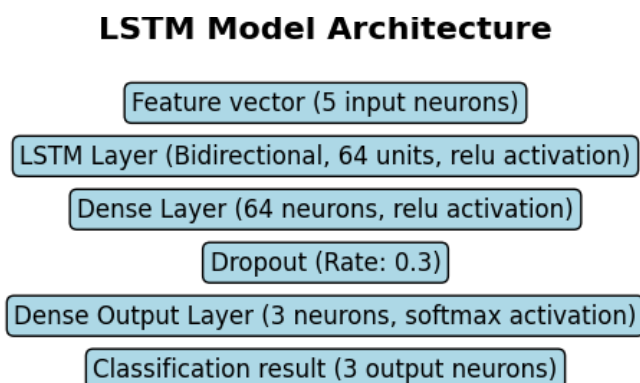 LSTM Model Architecture
Feature vector (5 input neurons)
LSTM Layer (Bidirectional, 64 units, relu activation)
Dense Layer (64 neurons, relu activation)
Dropout (Rate: 0.3)
Dense Output Layer (3 neurons, softmax activation)
Classification result (3 output neurons)